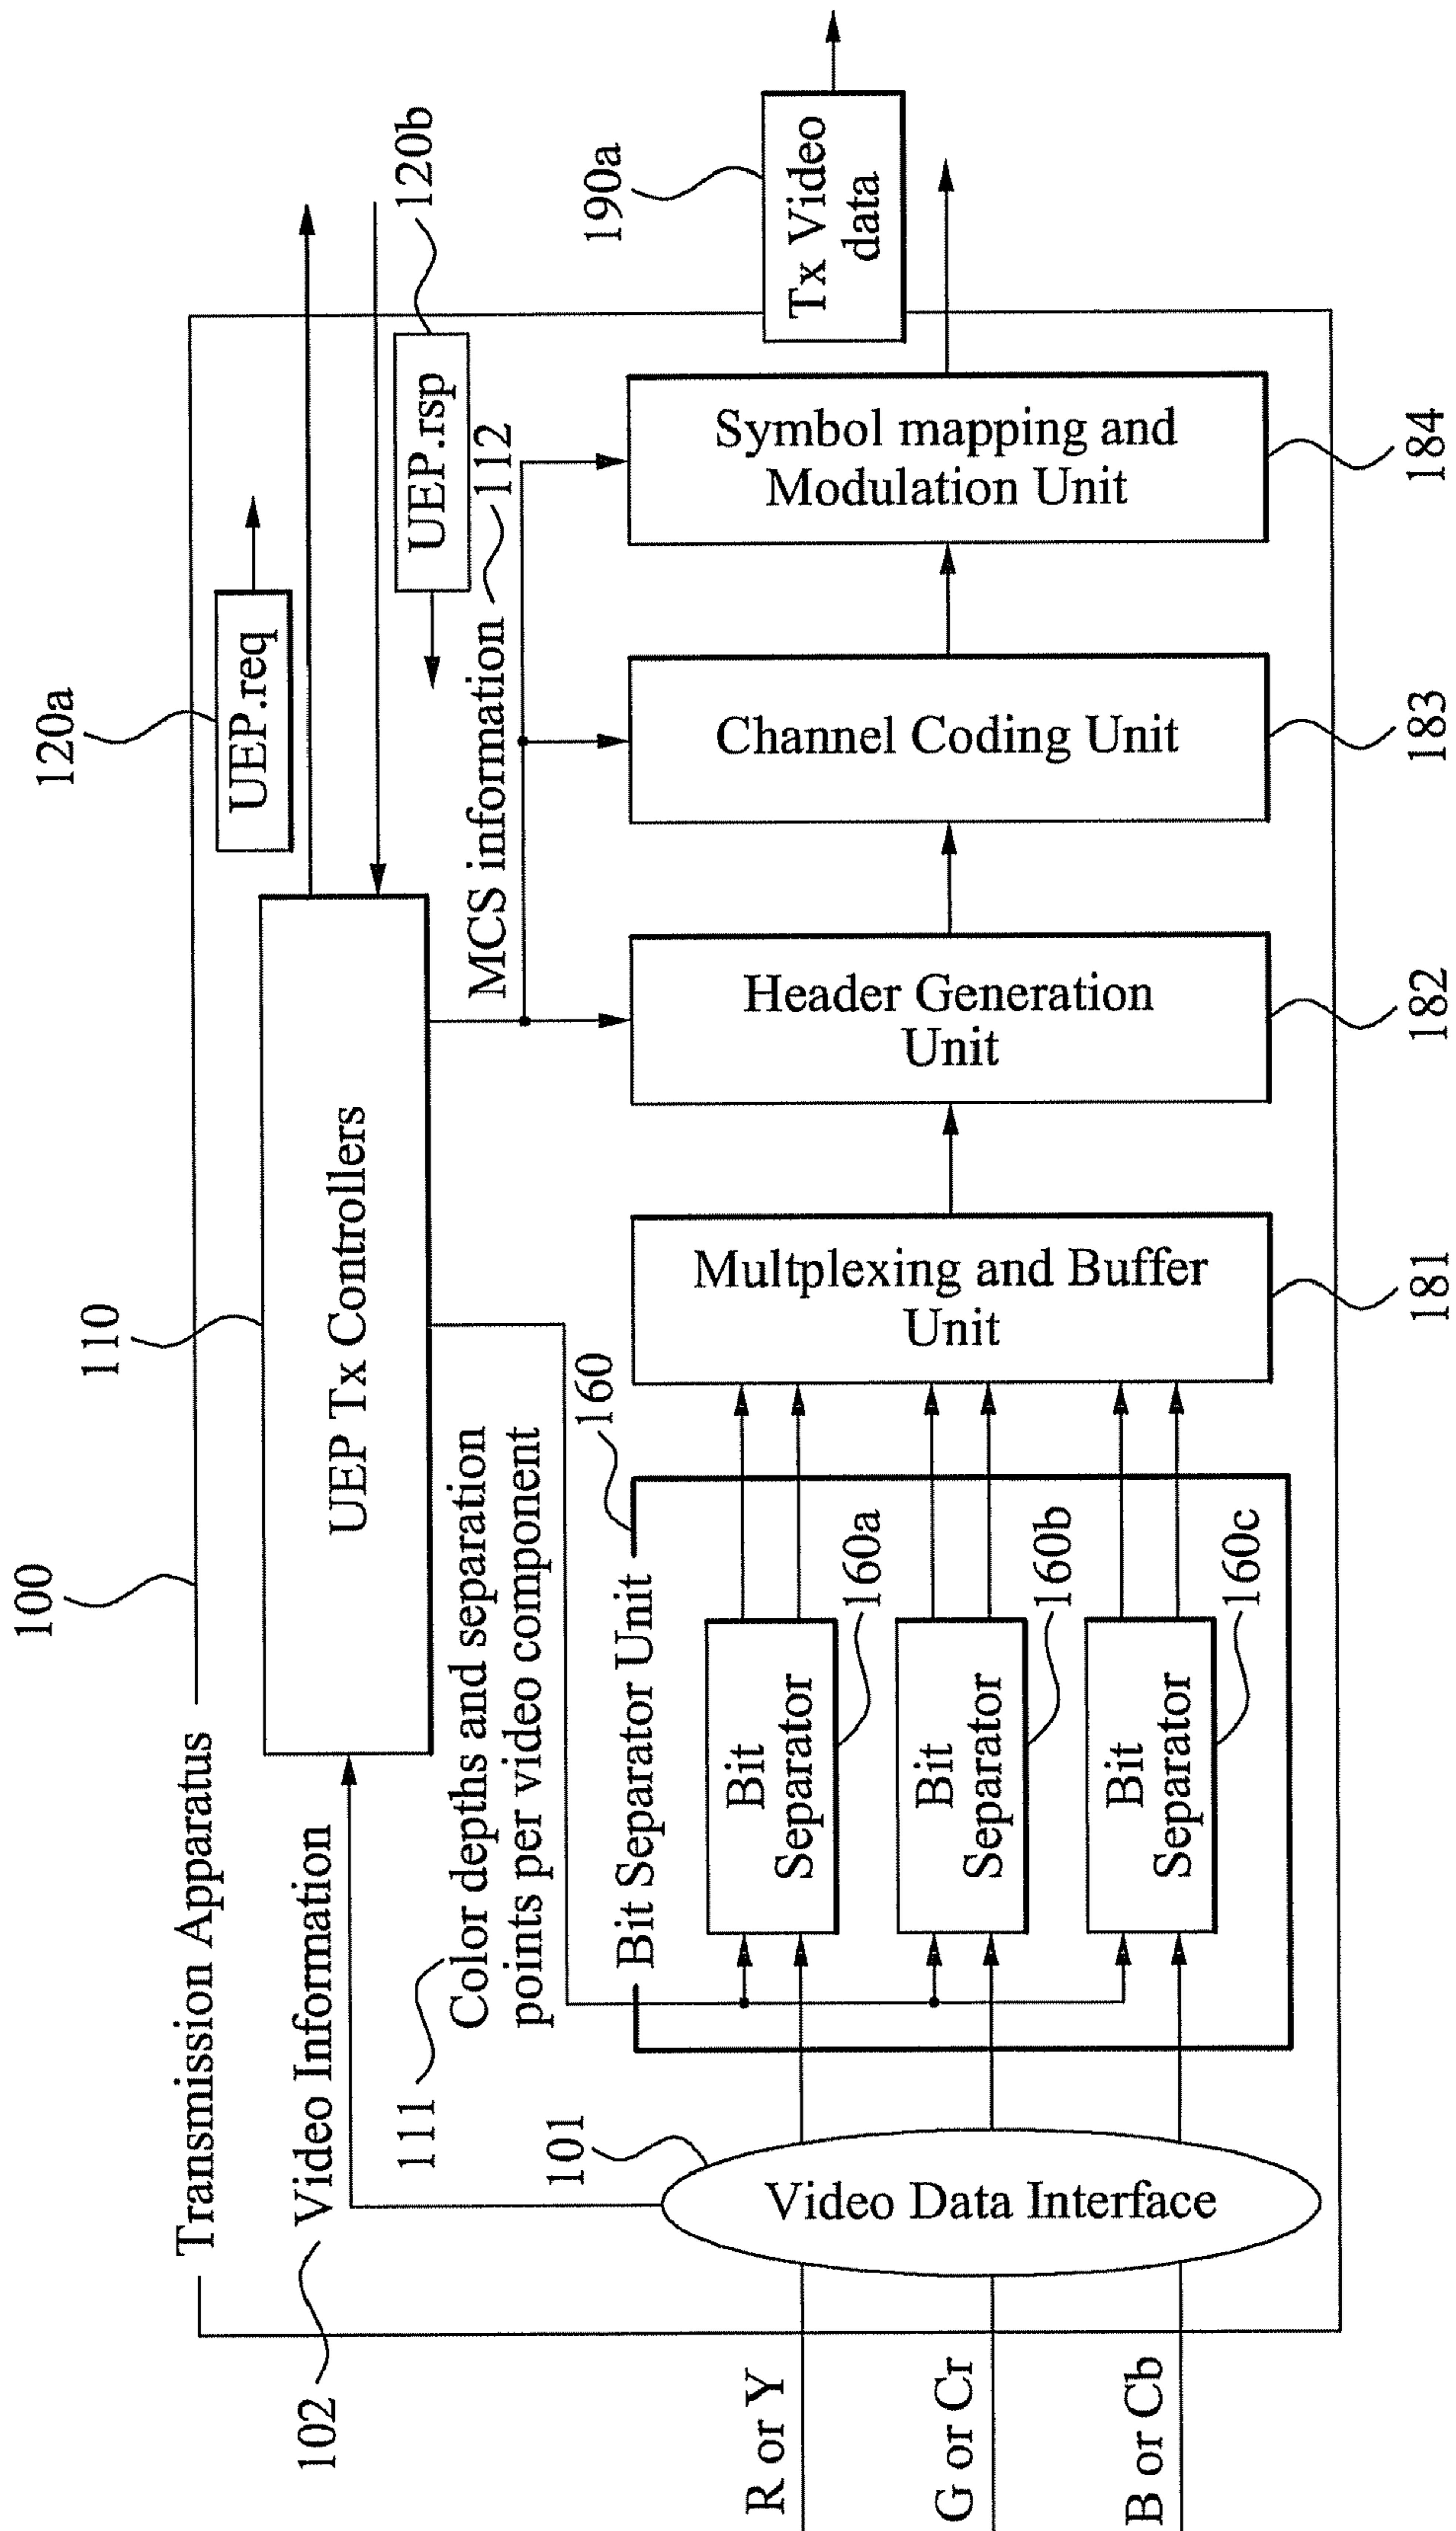 Transmission Apparatus
100
110
120a
UEP.req
102
Video Information
UEP Tx Controllers
UEP.rsp
120b
111
Color depths and separation
points per video component
MCS information
112
101
Video Data Interface
R or Y
G or Cr
B or Cb
Bit Separator Unit
160
Bit
Separator
160a
Bit
Separator
160b
Bit
Separator
160c
Multplexing and Buffer
Unit
181
Header Generation
Unit
182
Channel Coding Unit
183
Symbol mapping and
Modulation Unit
184
190a
Tx Video
data